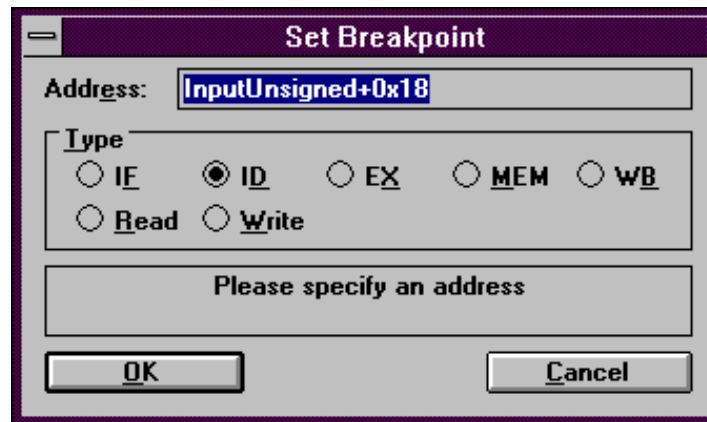 Set Breakpoint
Address: InputUnsigned+0x18
Type
IF ID EX MEM WB
Read Write
Please specify an address
OK Cancel